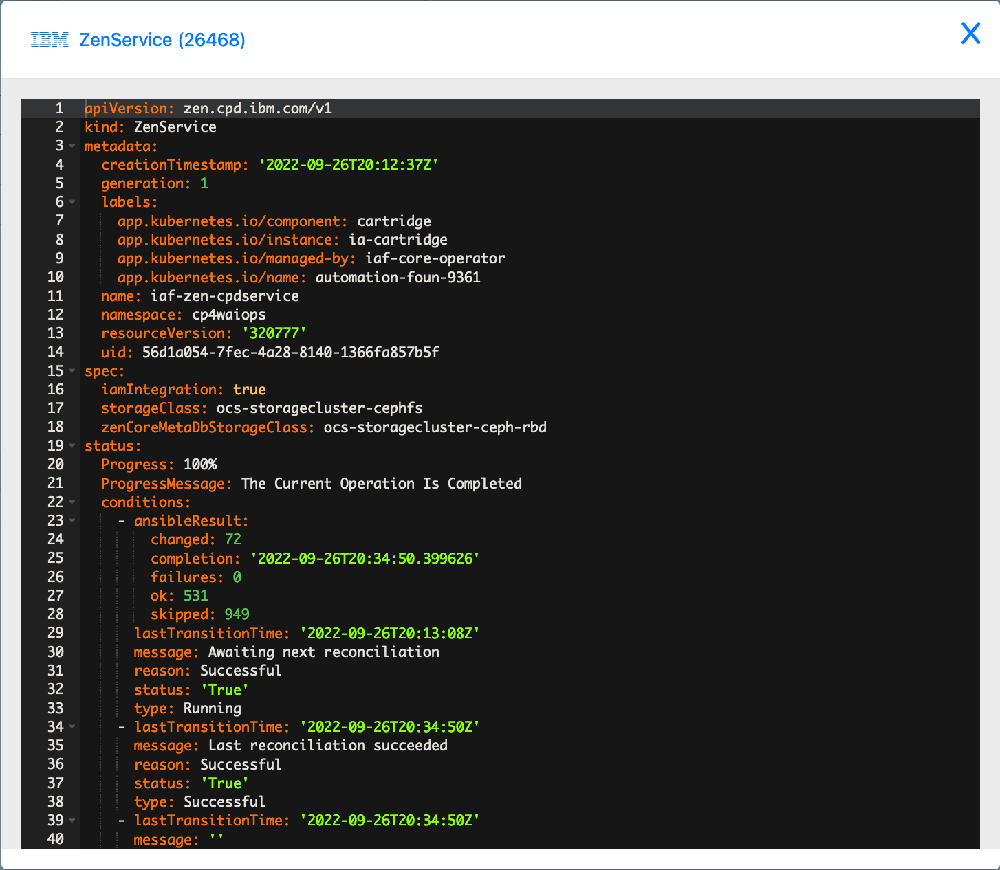 IBM ZenService (26468)
1 apiVersion: zen.cpd.ibm.com/v1
2 kind: ZenService
3 metadata:
4   creationTimestamp: '2022-09-26T20:12:37Z'
5   generation: 1
6   labels:
7     app.kubernetes.io/component: cartridge
8     app.kubernetes.io/instance: ia-cartridge
9     app.kubernetes.io/managed-by: iaf-core-operator
10     app.kubernetes.io/name: automation-foun-9361
11   name: iaf-zen-cpdservice
12   namespace: cp4waiops
13   resourceVersion: '320777'
14   uid: 56d1a054-7fec-4a28-8140-1366fa857b5f
15 spec:
16   iamIntegration: true
17   storageClass: ocs-storagecluster-cephfs
18   zenCoreMetaDbStorageClass: ocs-storagecluster-ceph-rbd
19 status:
20   Progress: 100%
21   ProgressMessage: The Current Operation Is Completed
22   conditions:
23     - ansibleResult:
24         changed: 72
25         completion: '2022-09-26T20:34:50.399626'
26         failures: 0
27         ok: 531
28         skipped: 949
29       lastTransitionTime: '2022-09-26T20:13:08Z'
30       message: Awaiting next reconciliation
31       reason: Successful
32       status: 'True'
33       type: Running
34     - lastTransitionTime: '2022-09-26T20:34:50Z'
35       message: Last reconciliation succeeded
36       reason: Successful
37       status: 'True'
38       type: Successful
39     - lastTransitionTime: '2022-09-26T20:34:50Z'
40       message: ''